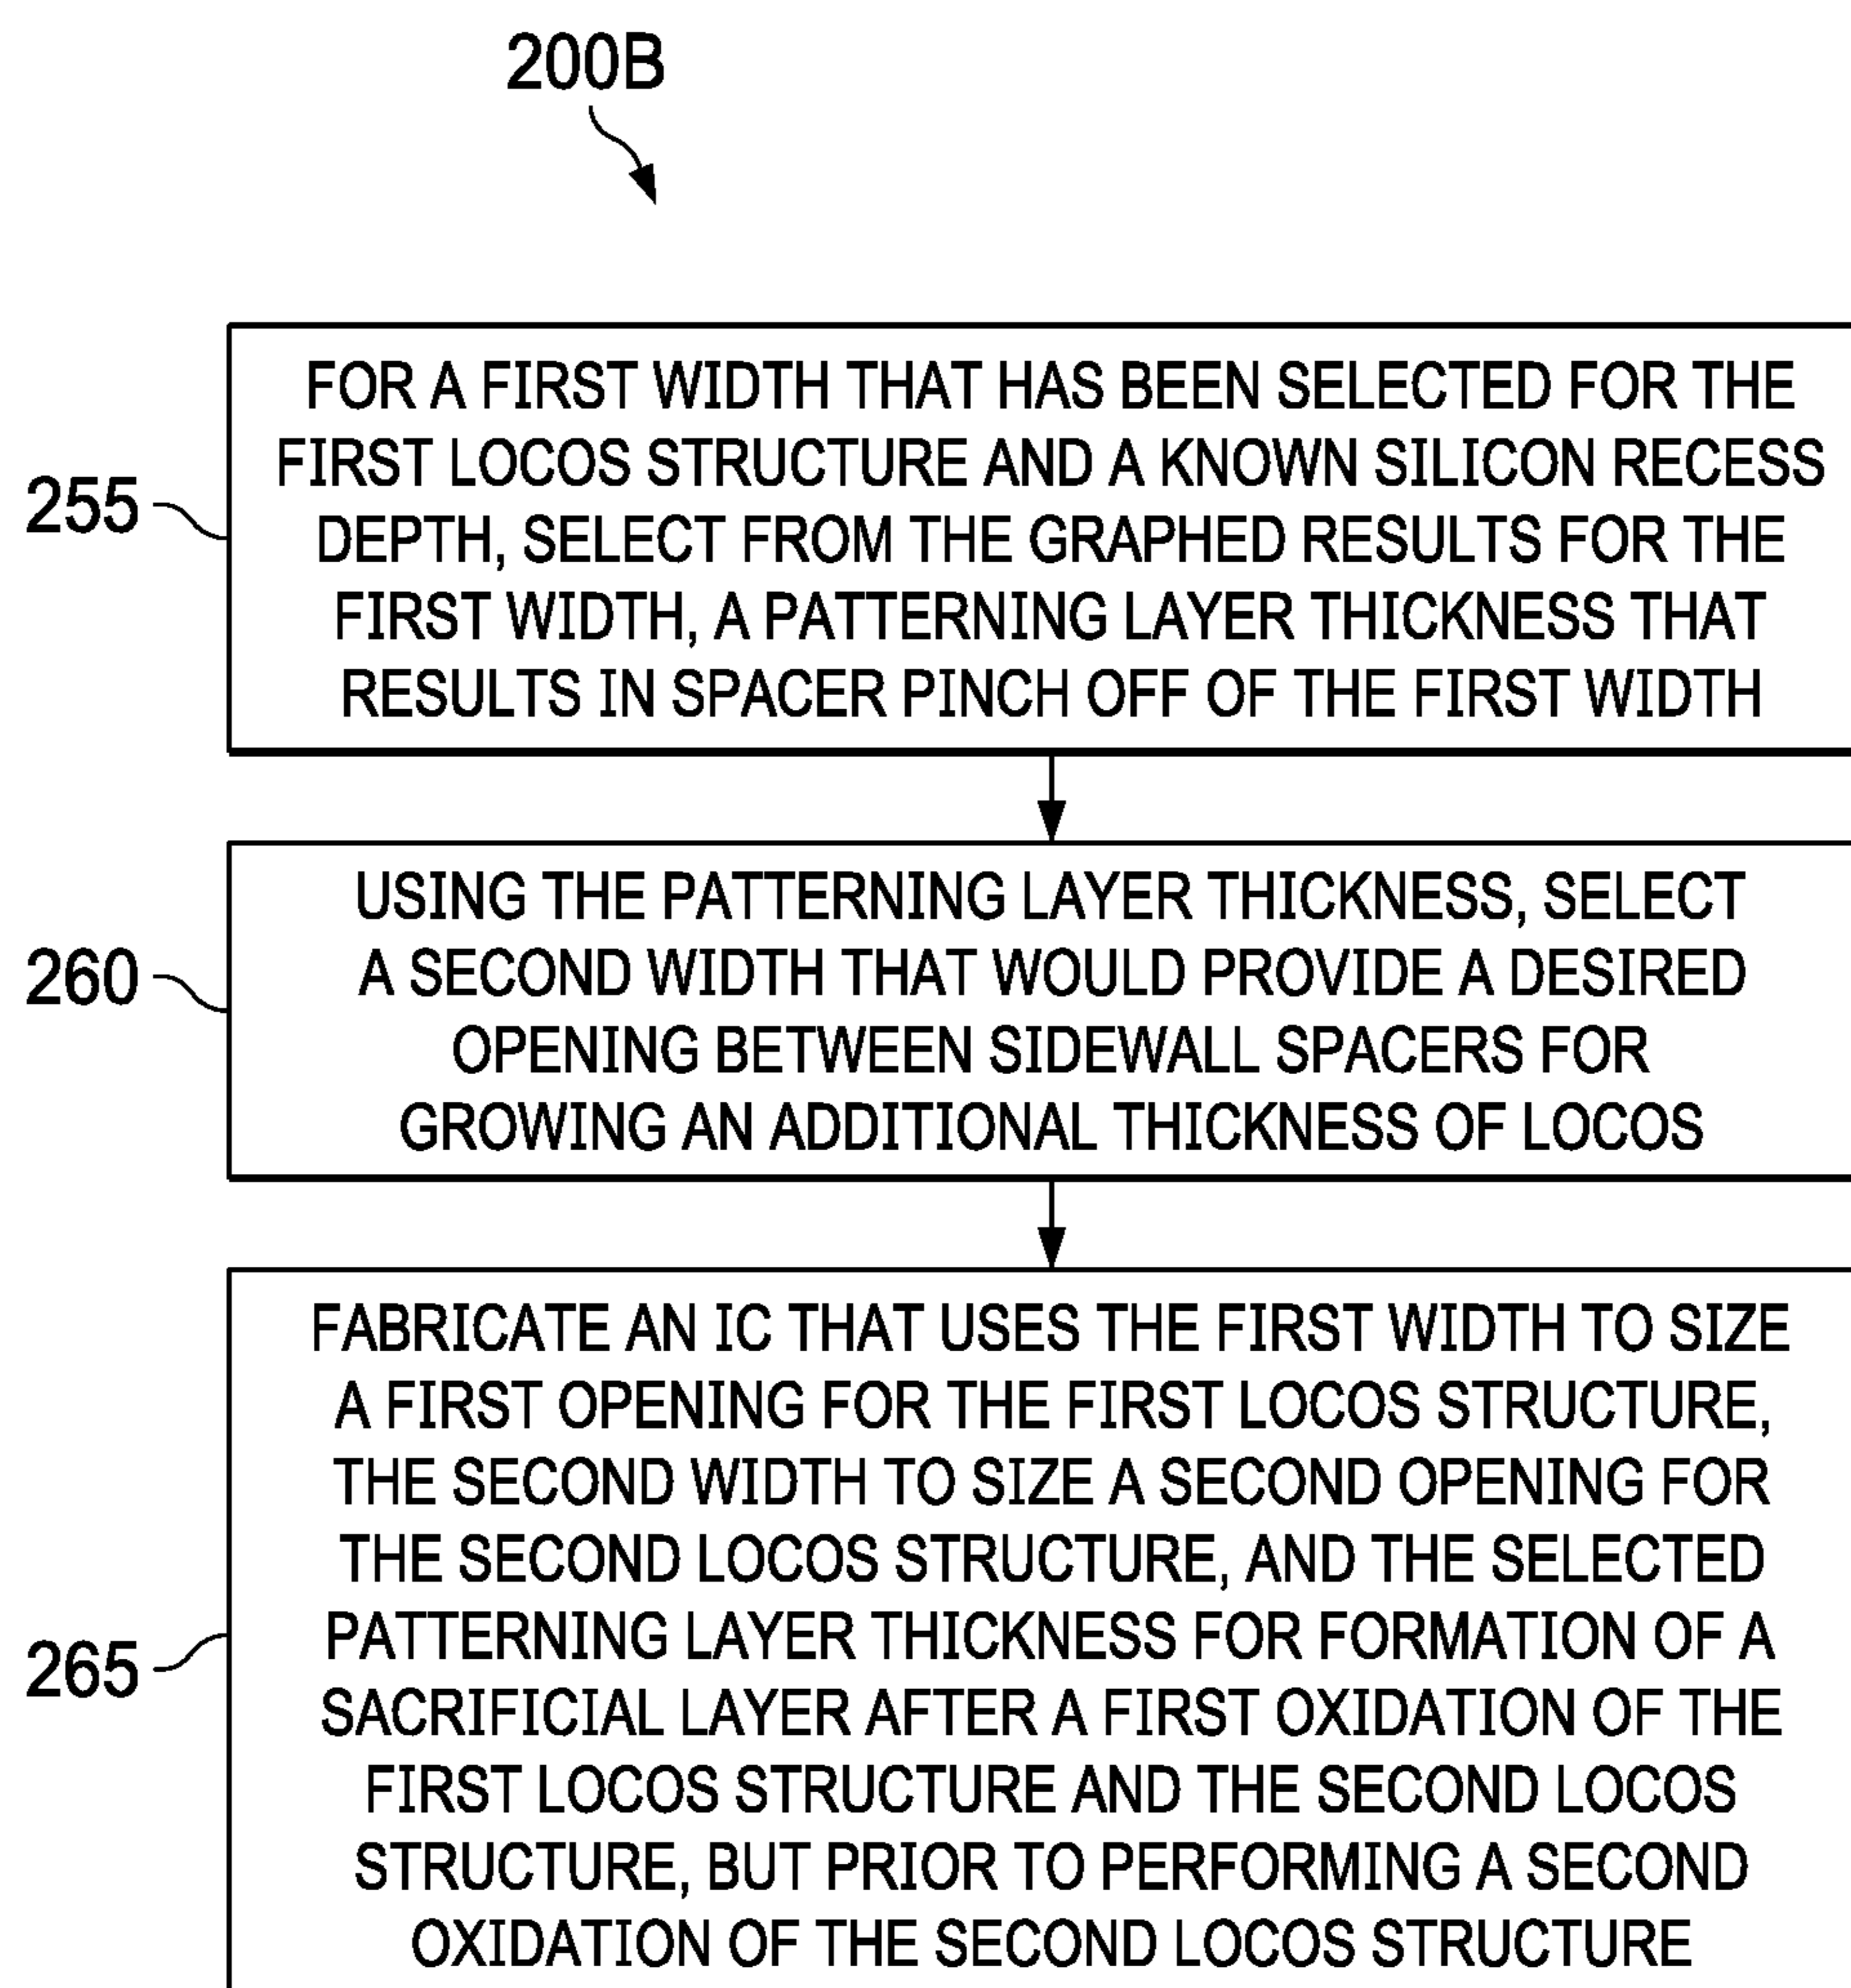 200B
FOR A FIRST WIDTH THAT HAS BEEN SELECTED FOR THE
FIRST LOCOS STRUCTURE AND A KNOWN SILICON RECESS
DEPTH, SELECT FROM THE GRAPHED RESULTS FOR THE
FIRST WIDTH, A PATTERNING LAYER THICKNESS THAT
RESULTS IN SPACER PINCH OFF OF THE FIRST WIDTH
255
USING THE PATTERNING LAYER THICKNESS, SELECT
A SECOND WIDTH THAT WOULD PROVIDE A DESIRED
OPENING BETWEEN SIDEWALL SPACERS FOR
GROWING AN ADDITIONAL THICKNESS OF LOCOS
260
FABRICATE AN IC THAT USES THE FIRST WIDTH TO SIZE
A FIRST OPENING FOR THE FIRST LOCOS STRUCTURE,
THE SECOND WIDTH TO SIZE A SECOND OPENING FOR
THE SECOND LOCOS STRUCTURE, AND THE SELECTED
PATTERNING LAYER THICKNESS FOR FORMATION OF A
SACRIFICIAL LAYER AFTER A FIRST OXIDATION OF THE
FIRST LOCOS STRUCTURE AND THE SECOND LOCOS
STRUCTURE, BUT PRIOR TO PERFORMING A SECOND
OXIDATION OF THE SECOND LOCOS STRUCTURE
265